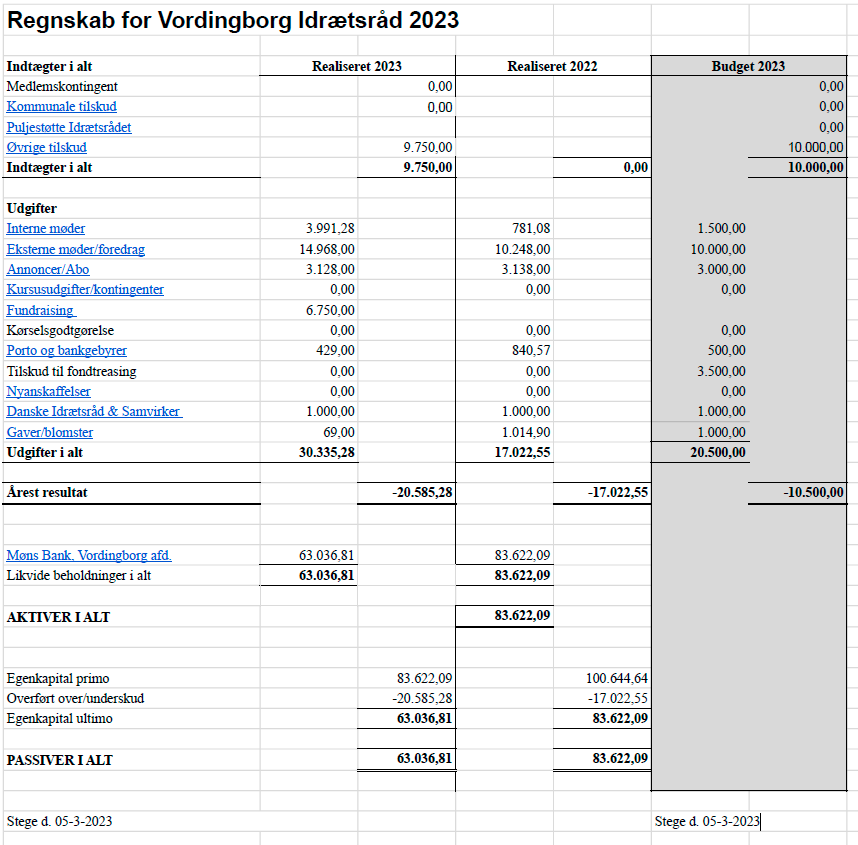 Regnskab for Vordingborg Idrætsråd 2023
Indtægter i alt Realiseret 2023 Realiseret 2022 Budget 2023
Medlemskontingent 0,00 0,00
Kommunale tilskud 0,00 0,00
Puljestøtte Idrætsrådet 0,00
Øvrige tilskud 9.750,00 10.000,00
Indtægter i alt 9.750,00 0,00 10.000,00
Udgifter
Interne møder 3.991,28 781,08 1.500,00
Eksterne møder/foredrag 14.968,00 10.248,00 10.000,00
Annoncer/Abo 3.128,00 3.138,00 3.000,00
Kursusudgifter/kontingenter 0,00 0,00 0,00
Fundraising 6.750,00
Kørselsgodtgørelse 0,00 0,00 0,00
Porto og bankgebyrer 429,00 840,57 500,00
Tilskud til fondtreasing 0,00 0,00 3.500,00
Nyanskaffelser 0,00 0,00 0,00
Danske Idrætsråd & Samvirker 1.000,00 1.000,00 1.000,00
Gaver/blomster 69,00 1.014,90 1.000,00
Udgifter i alt 30.335,28 17.022,55 20.500,00
Årest resultat -20.585,28 -17.022,55 -10.500,00
Møns Bank, Vordingborg afd. 63.036,81 83.622,09
Likvide beholdninger i alt 63.036,81 83.622,09
AKTIVER I ALT 83.622,09
Egenkapital primo 83.622,09 100.644,64
Overført over/underskud -20.585,28 -17.022,55
Egenkapital ultimo 63.036,81 83.622,09
PASSIVER I ALT 63.036,81 83.622,09
Stege d. 05-3-2023 Stege d. 05-3-2023